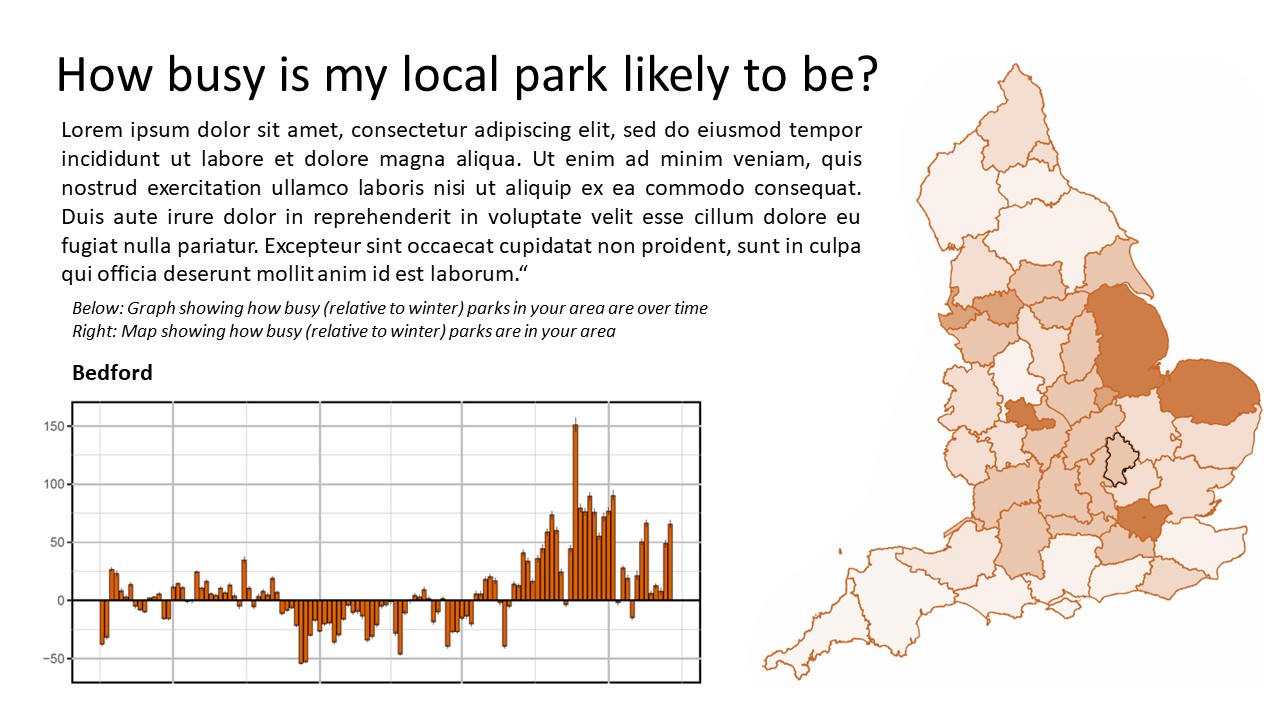 How busy is my local park likely to be?
Lorem ipsum dolor sit amet, consectetur adipiscing elit, sed do eiusmod tempor
incididunt ut labore et dolore magna aliqua. Ut enim ad minim veniam, quis
nostrud exercitation ullamco laboris nisi ut aliquip ex ea commodo consequat.
Duis aute irure dolor in reprehenderit in voluptate velit esse cillum dolore eu
fugiat nulla pariatur. Excepteur sint occaecat cupidatat non proident, sunt in culpa
qui officia deserunt mollit anim id est laborum.“
Below: Graph showing how busy (relative to winter) parks in your area are over time
Right: Map showing how busy (relative to winter) parks are in your area
Bedford
150
100
50
0
−50